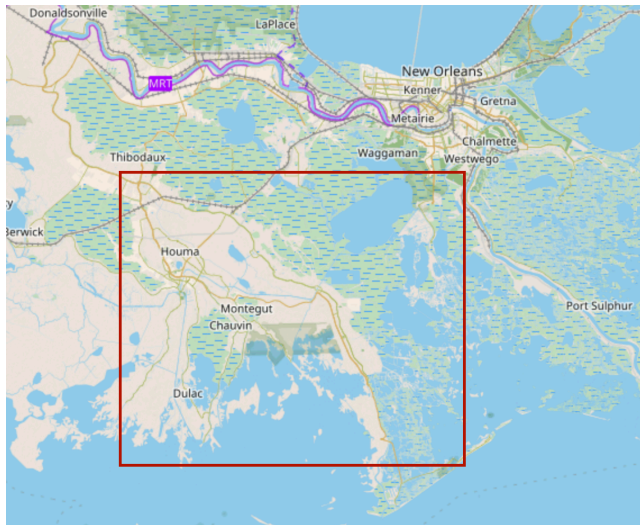 Donaldsonville
LaPlace
MRT
New Orleans
Kenner
Gretna
Metairie
Chalmette
Waggaman
Westwego
Thibodaux
Berwick
Houma
Montegut
Chauvin
Port Sulphur
Dulac